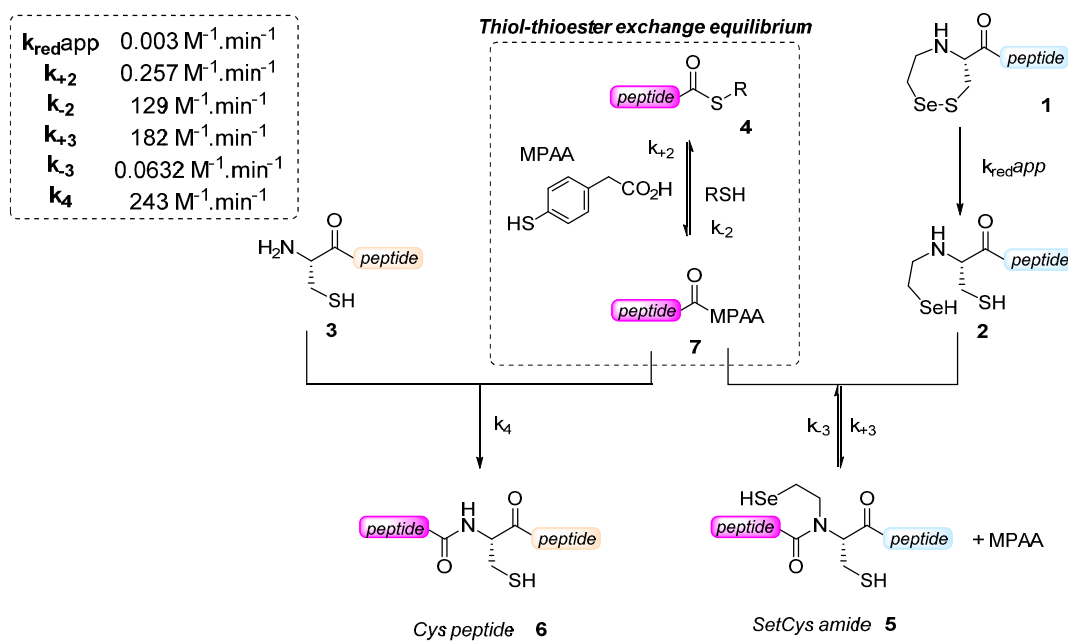 Thiol-thioester exchange equilibrium
kredapp 0.003 M-1.min-1
k+2 0.257 M-1.min-1
k-2 129 M-1.min-1
k+3 182 M-1.min-1
k-3 0.0632 M-1.min-1
k4 243 M-1.min-1
O
HN
peptide
Se-S
1
O
peptide
S
R
4
MPAA
CO2H
HS
k+2
RSH
k-2
kredapp
O
H2N
peptide
SH
3
O
peptide
MPAA
7
H
N
O
peptide
SeH
SH
2
k4
k-3
k+3
peptide
H
N
O
peptide
O
SH
HSe
peptide
N
O
peptide
O
SH
+ MPAA
Cys peptide 6
SetCys amide 5